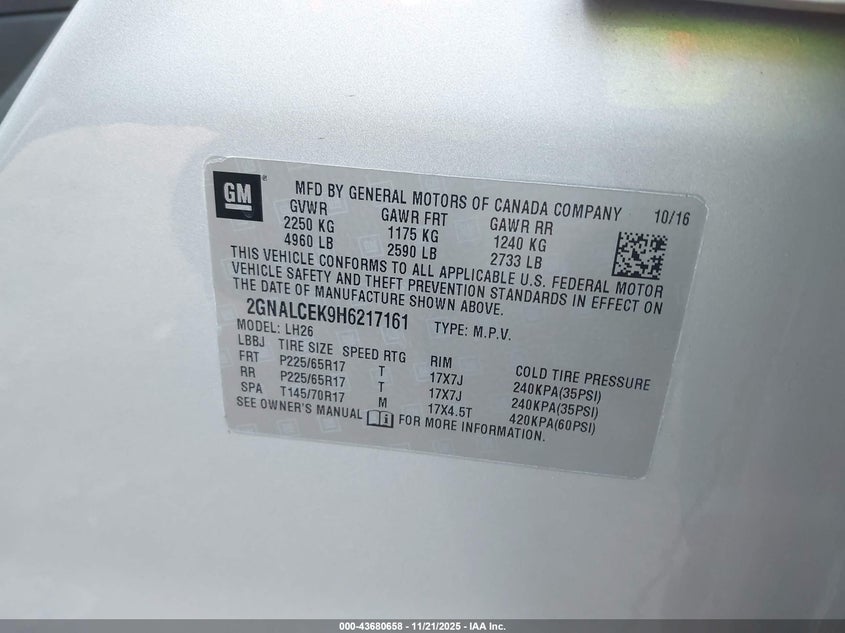 GM ®
MFD BY GENERAL MOTORS OF CANADA COMPANY 10/16
GVWR GAWR FRT GAWR RR
2250 KG 1175 KG 1240 KG
4960 LB 2590 LB 2733 LB
THIS VEHICLE CONFORMS TO ALL APPLICABLE U.S. FEDERAL MOTOR
VEHICLE SAFETY AND THEFT PREVENTION STANDARDS IN EFFECT ON
THE DATE OF MANUFACTURE SHOWN ABOVE.
2GNALCEK9H6217161 TYPE: M.P.V.
MODEL: LH26
LBBJ TIRE SIZE SPEED RTG RIM COLD TIRE PRESSURE
FRT P225/65R17 T 17X7J 240KPA(35PSI)
RR P225/65R17 T 17X7J 240KPA(35PSI)
SPA T145/70R17 M 17X4.5T 420KPA(60PSI)
SEE OWNER'S MANUAL i FOR MORE INFORMATION.
000-43680658 - 11/21/2025 - IAA Inc.